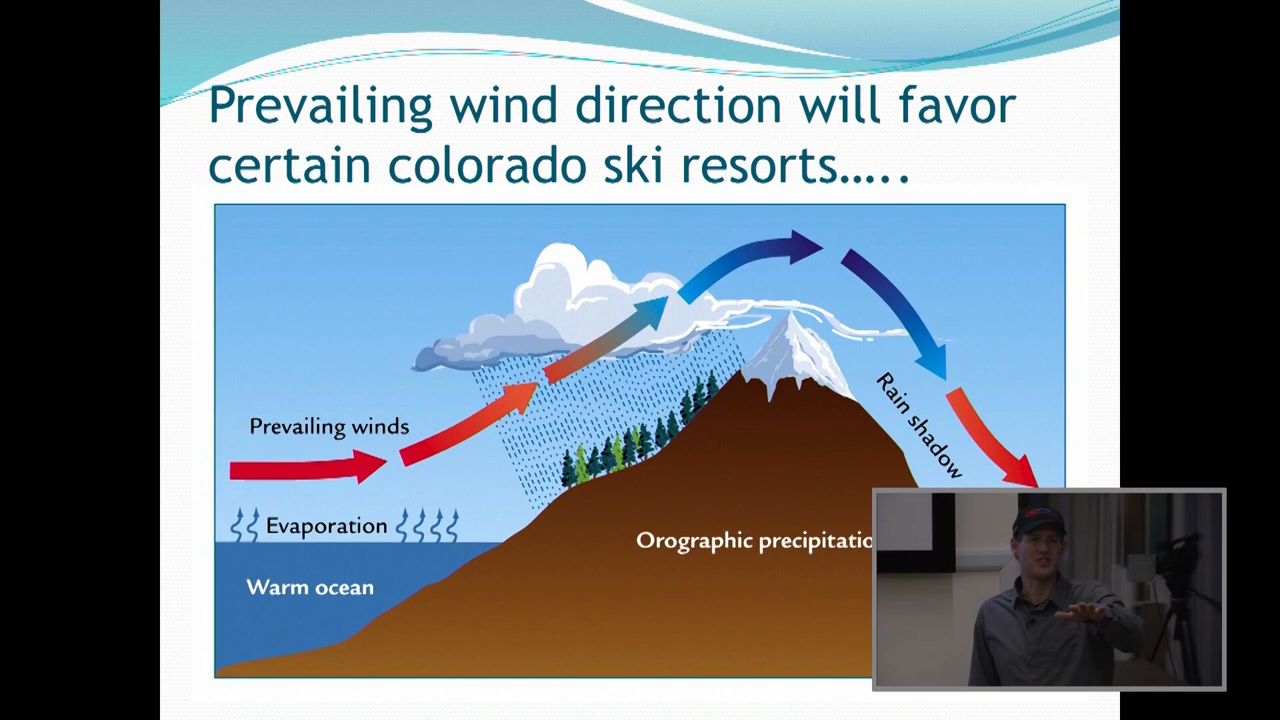 Prevailing wind direction will favor
certain colorado ski resorts.....
Prevailing winds
Rain shadow
Evaporation
Orographic precipitatio
Warm ocean